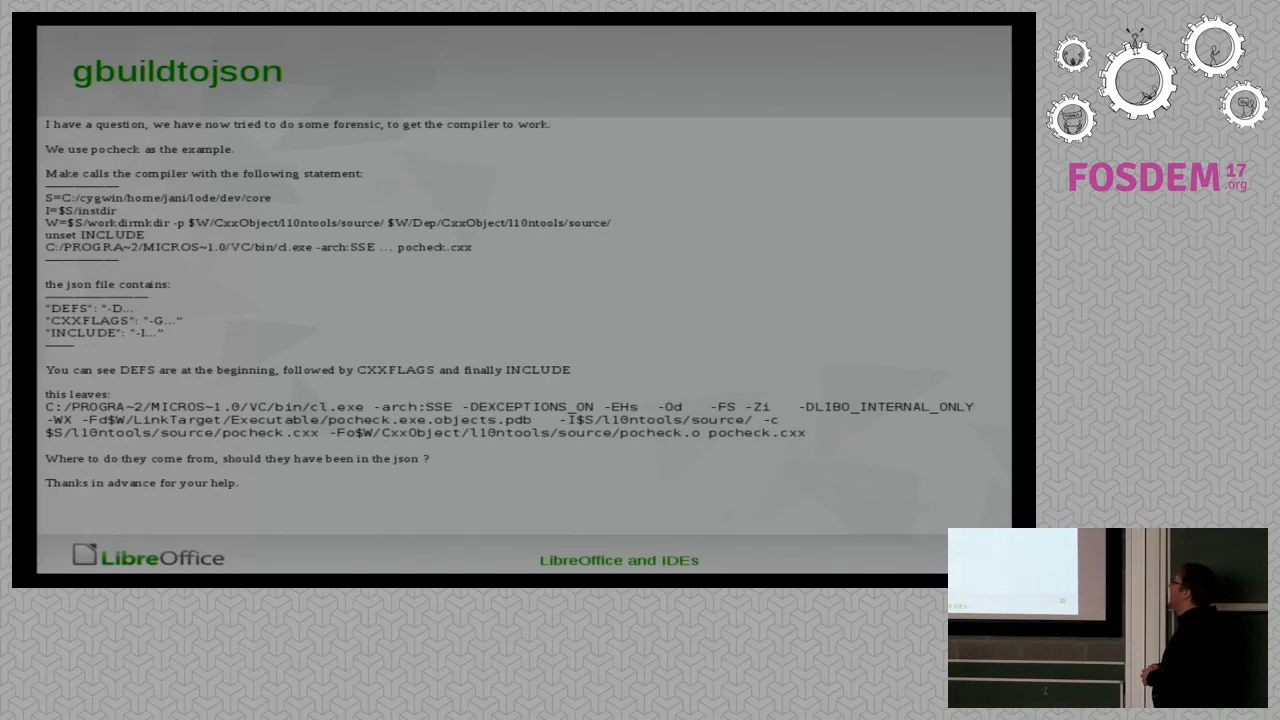 gbuildtojson
I have a question, we have now tried to do some forensic, to get the compiler to work.
We use pocheck as the example.
Make calls the compiler with the following statement:
S=C:/cygwin/home/jani/lode/dev/core
I=$S/instdir
W=$S/workdirmkdir -p $W/CxxObject/l10ntools/source/ $W/Dep/CxxObject/l10ntools/source/
unset INCLUDE
C:/PROGRA~2/MICROS~1.0/VC/bin/cl.exe -arch:SSE ... pocheck.cxx
the json file contains:
"DEFS": "-D...
"CXXFLAGS": "-G..."
"INCLUDE": "-I..."
You can see DEFS are at the beginning, followed by CXXFLAGS and finally INCLUDE
this leaves:
C:/PROGRA~2/MICROS~1.0/VC/bin/cl.exe -arch:SSE -DEXCEPTIONS_ON -EHs -Od -FS -Zi -DLIBO_INTERNAL_ONLY
-WX -Fd$W/LinkTarget/Executable/pocheck.exe.objects.pdb -I$S/l10ntools/source/ -c
$S/l10ntools/source/pocheck.cxx -Fo$W/CxxObject/l10ntools/source/pocheck.o pocheck.cxx
Where to do they come from, should they have been in the json ?
Thanks in advance for your help.
LibreOffice
LibreOffice and IDEs
FOSDEM 17
.org